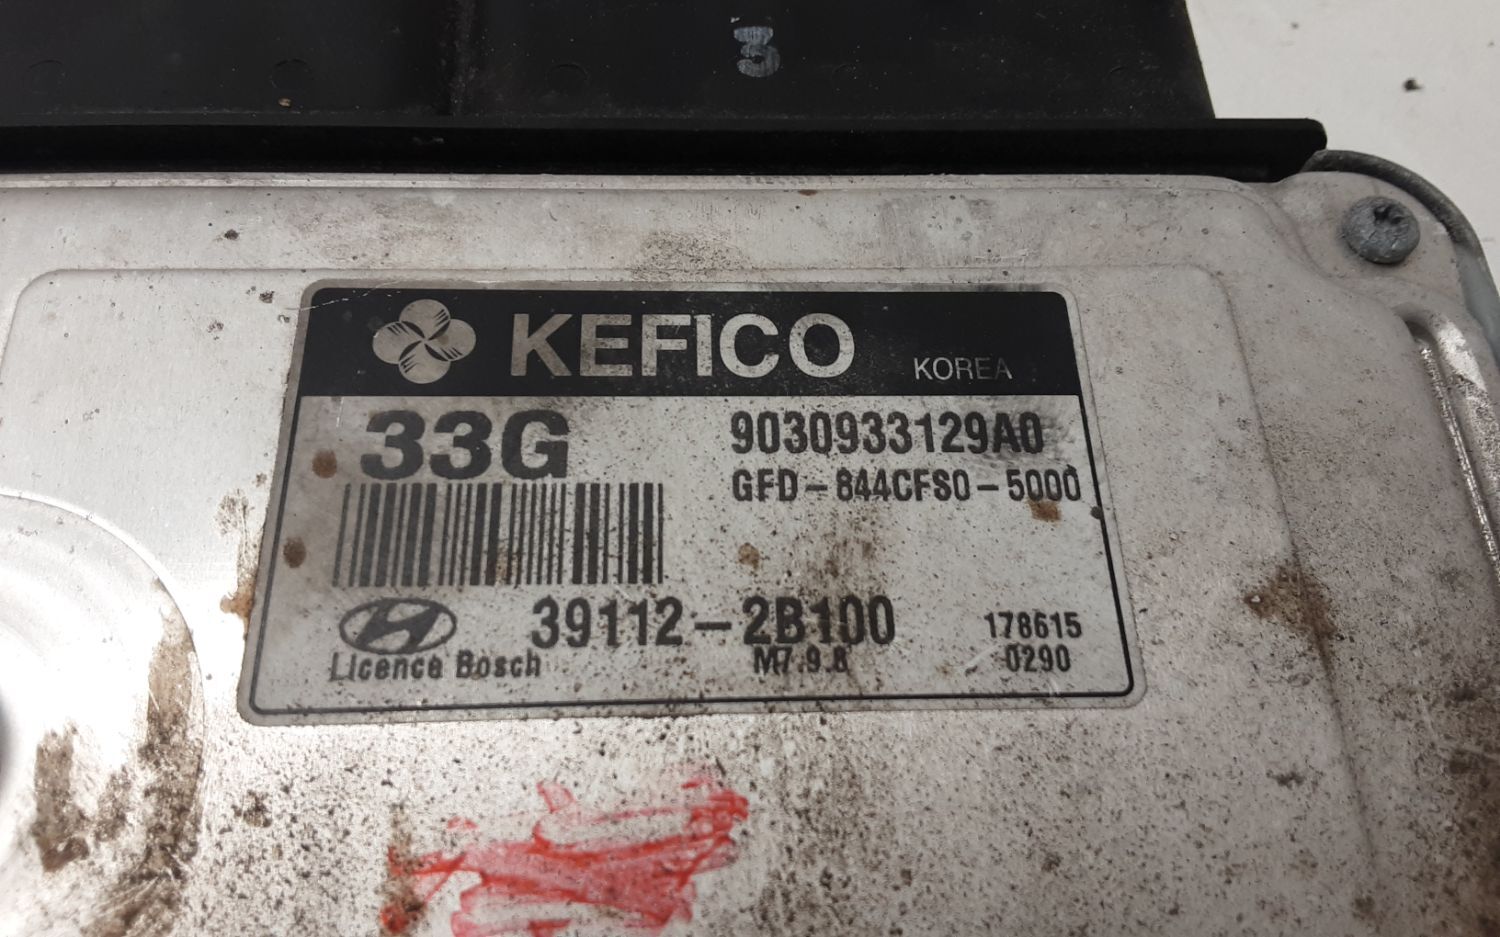 3
KEFICO KOREA
33G
9030933129A0
GFD-844CFS0-5000
39112-2B100
Licence Bosch
M7.9.8
178615
0290